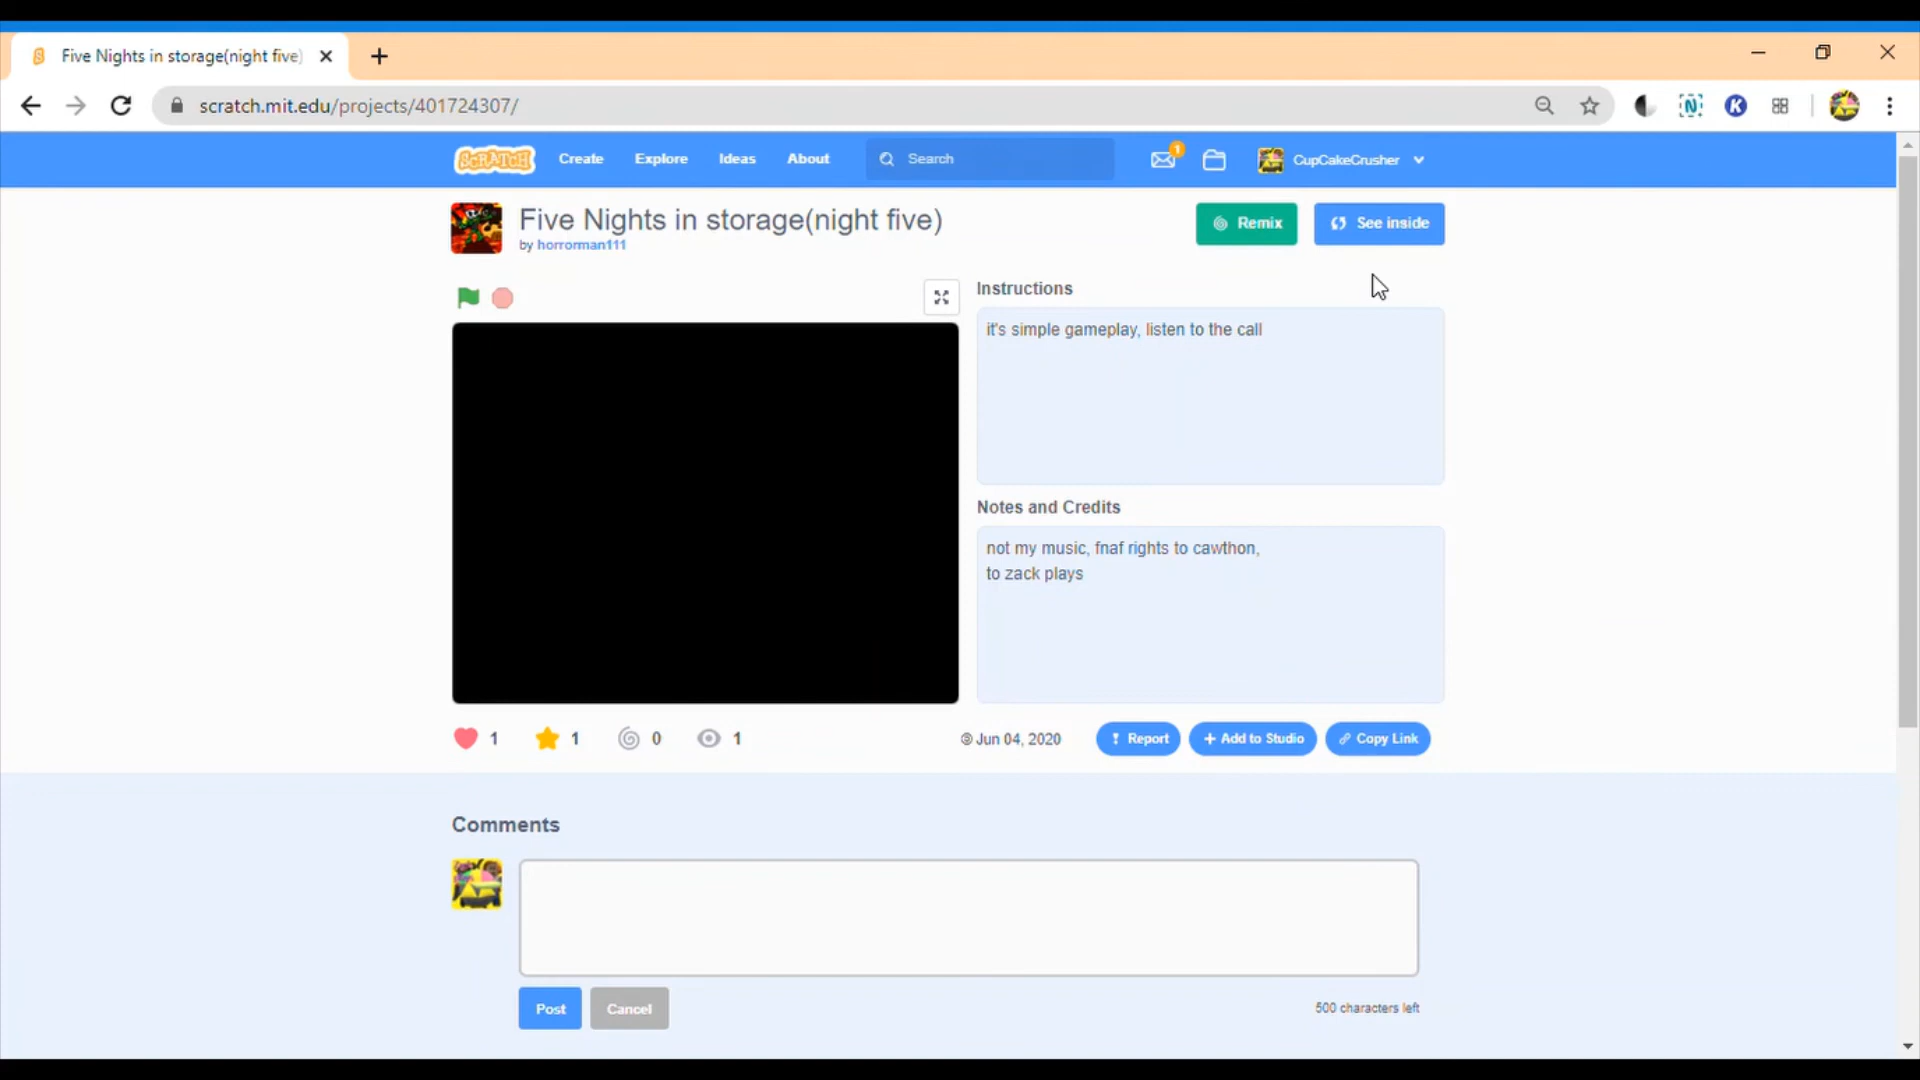 Five Nights in storage(night five)
scratch.mit.edu/projects/401724307/
SCRATCH
Create
Explore
Ideas
About
Search
1
CupCakeCrusher
Five Nights in storage(night five)
by horrorman111
Remix
See inside
Instructions
it's simple gameplay, listen to the call
Notes and Credits
not my music, fnaf rights to cawthon,
to zack plays
1
1
0
1
Jun 04, 2020
Report
+ Add to Studio
Copy Link
Comments
Post
Cancel
500 characters left